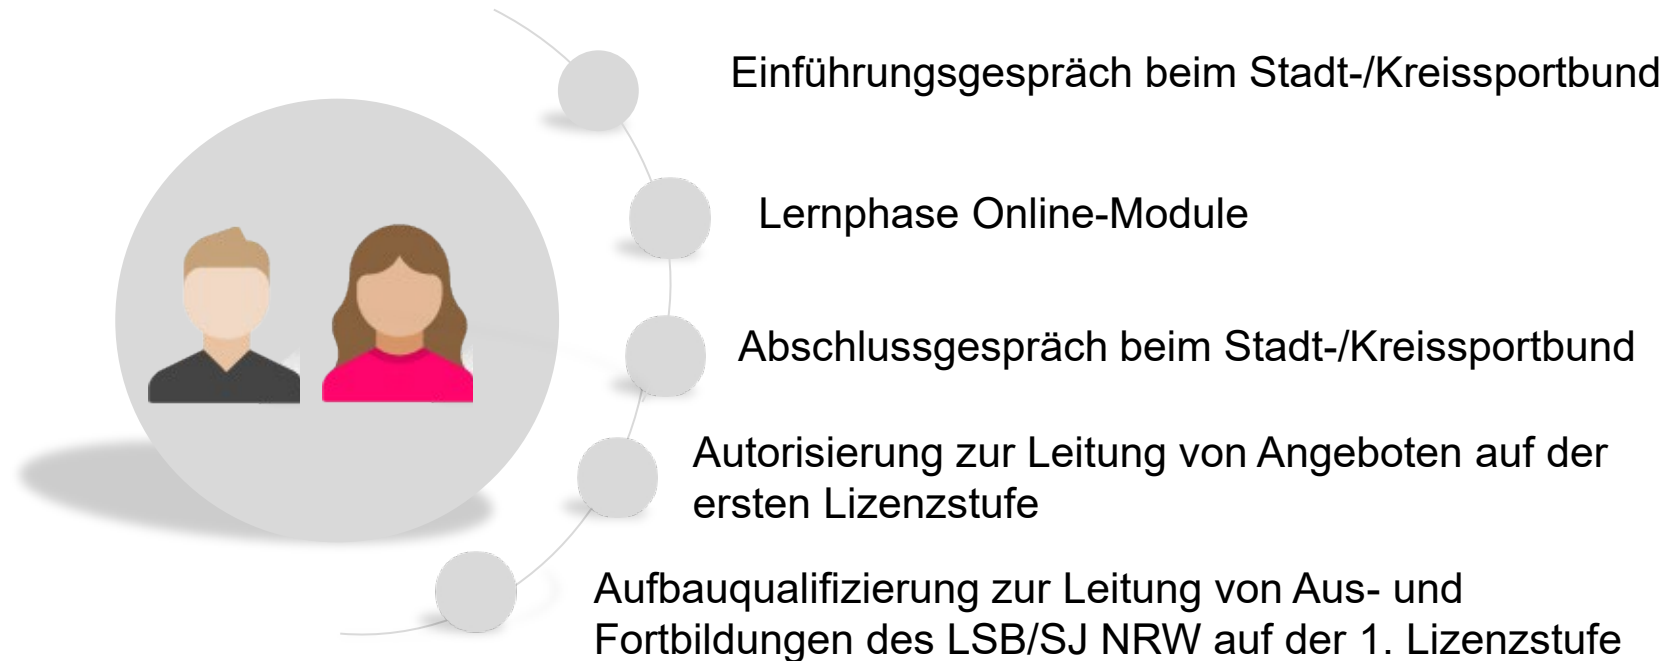 Einführungsgespräch beim Stadt-/Kreissportbund
Lernphase Online-Module
Abschlussgespräch beim Stadt-/Kreissportbund
Autorisierung zur Leitung von Angeboten auf der
ersten Lizenzstufe
Aufbauqualifizierung zur Leitung von Aus- und
Fortbildungen des LSB/SJ NRW auf der 1. Lizenzstufe